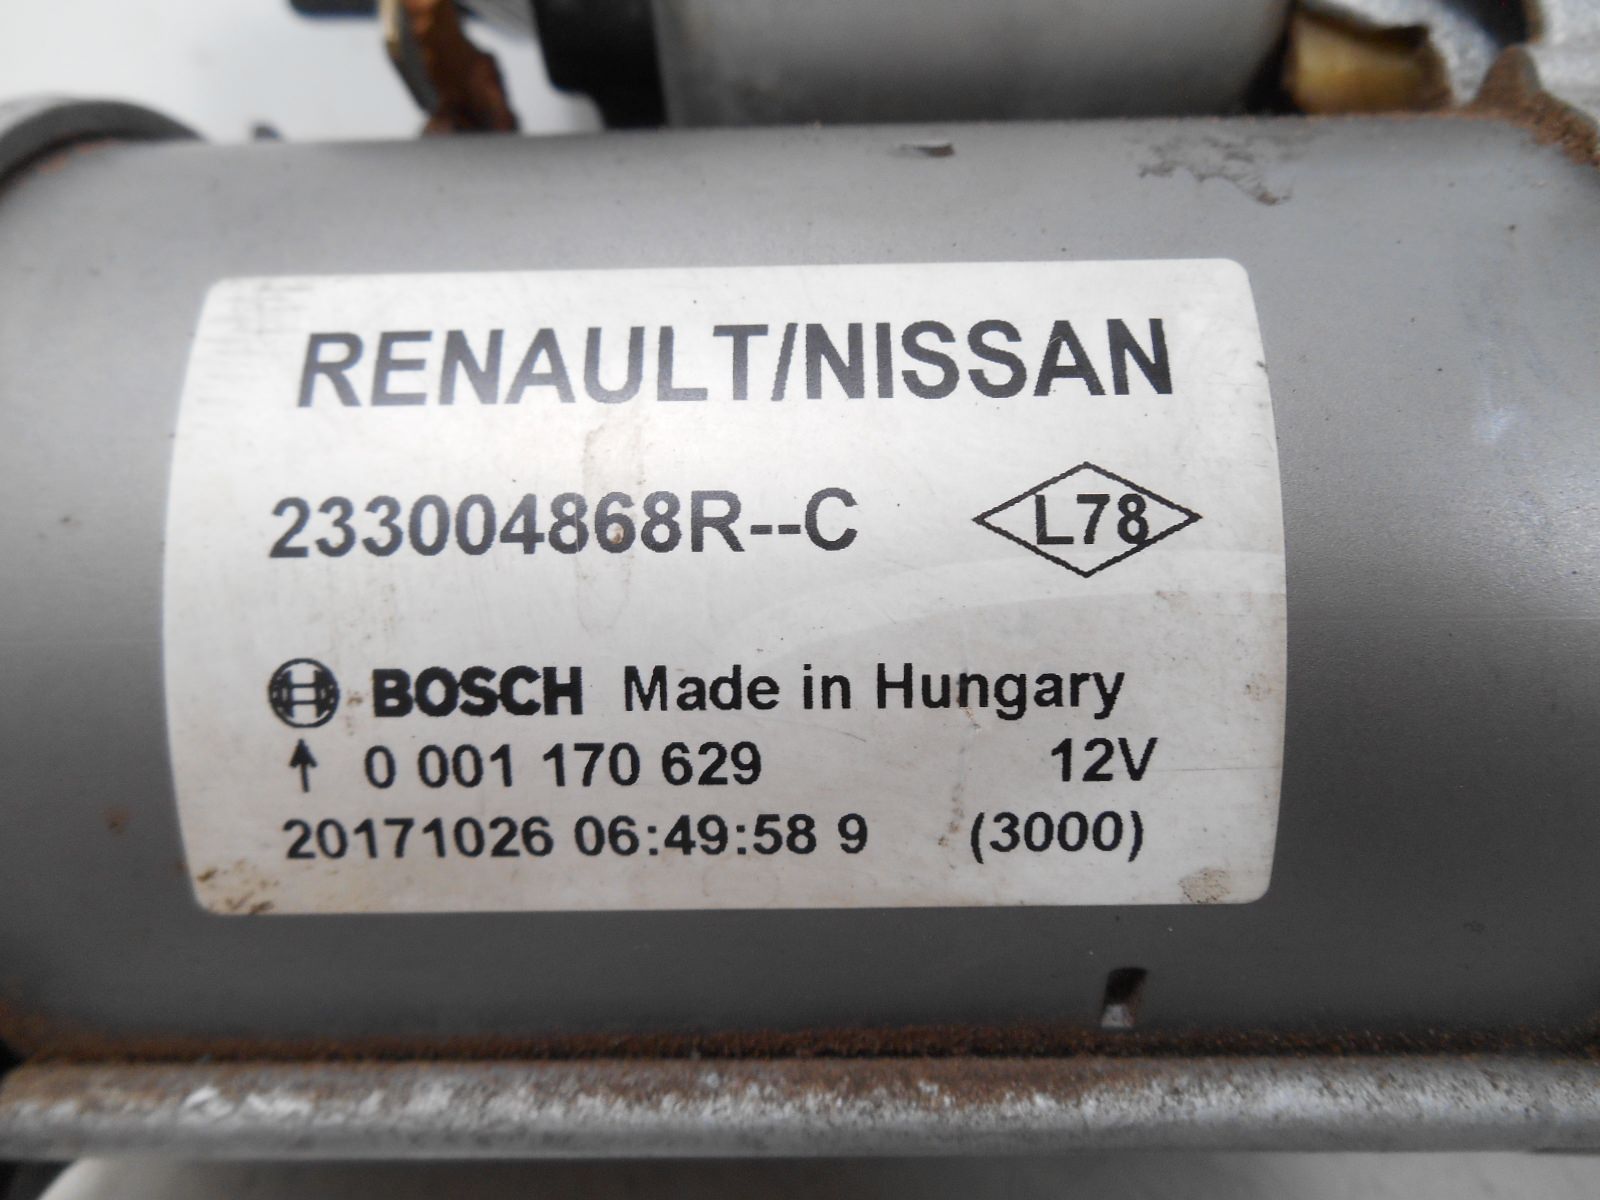 RENAULT/NISSAN
233004868R--C L78
BOSCH Made in Hungary
↑ 0 001 170 629 12V
20171026 06:49:58 9 (3000)